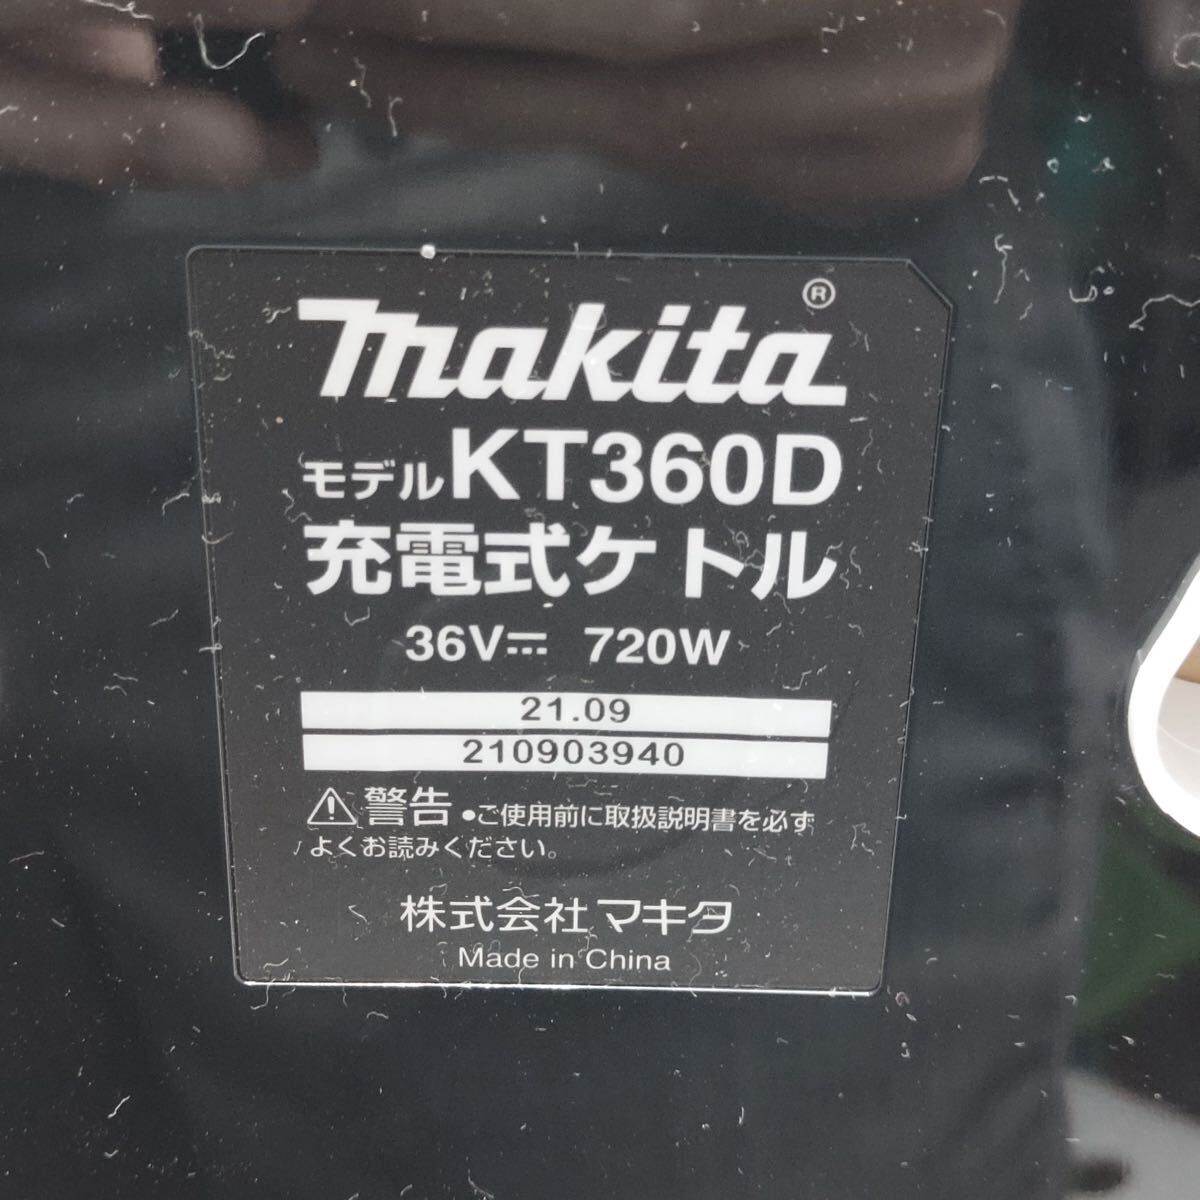 makita®
モデルKT360D
充電式ケトル
36V⎓ 720W
21.09
210903940
⚠警告 ●ご使用前に取扱説明書を必ず
よくお読みください。
株式会社マキタ
Made in China